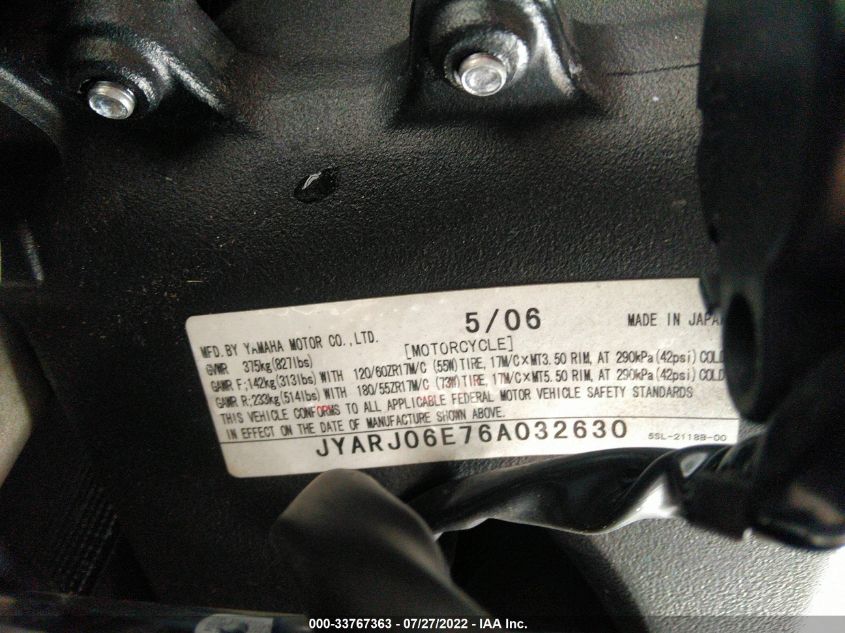 5/06 MADE IN JAPAN
MFD. BY YAMAHA MOTOR CO., LTD.
[MOTORCYCLE]
GVWR 375kg(827lbs)
GAWR F;142kg(313lbs) WITH 120/60ZR17M/C (55W) TIRE, 17M/C×MT3.50 RIM, AT 290kPa(42psi) COLD
GAWR R:233kg(514lbs) WITH 180/55ZR17M/C (73W) TIRE, 17M/C×MT5.50 RIM, AT 290kPa(42psi) COLD
THIS VEHICLE CONFORMS TO ALL APPLICABLE FEDERAL MOTOR VEHICLE SAFETY STANDARDS
IN EFFECT ON THE DATE OF MANUFACTURE SHOWN ABOVE.
JYARJ06E76A032630 5SL-2118B-00
000-33767363 - 07/27/2022 - IAA Inc.